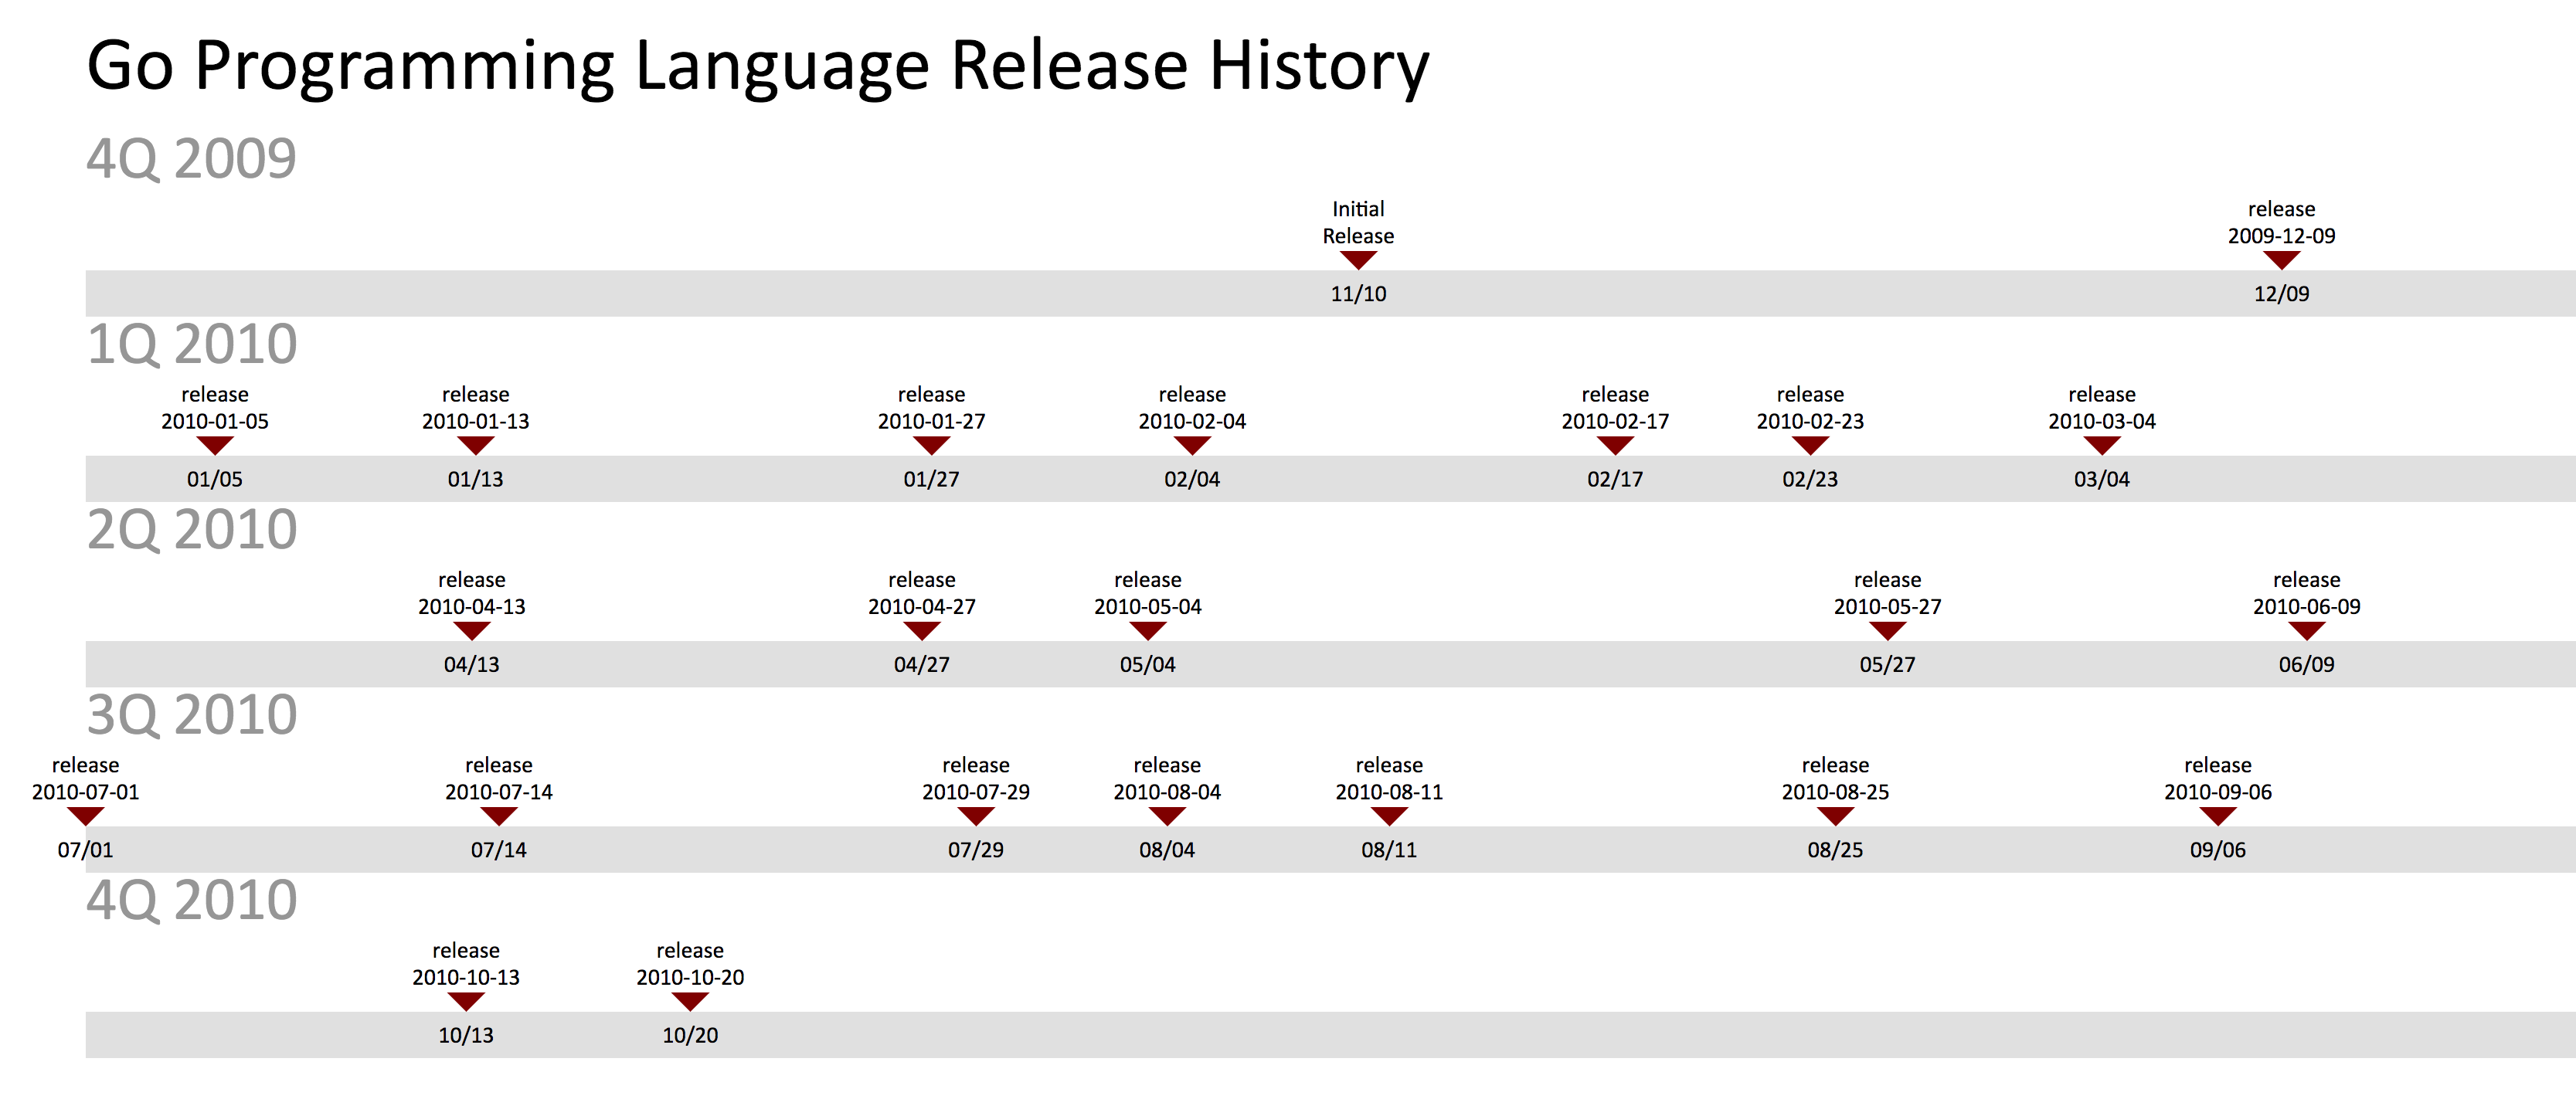 Go Programming Language Release History
4Q 2009
Initial
Release
release
2009-12-09
11/10
12/09
1Q 2010
release
2010-01-05
release
2010-01-13
release
2010-01-27
release
2010-02-04
release
2010-02-17
release
2010-02-23
release
2010-03-04
01/05
01/13
01/27
02/04
02/17
02/23
03/04
2Q 2010
release
2010-04-13
release
2010-04-27
release
2010-05-04
release
2010-05-27
release
2010-06-09
04/13
04/27
05/04
05/27
06/09
3Q 2010
release
2010-07-01
release
2010-07-14
release
2010-07-29
release
2010-08-04
release
2010-08-11
release
2010-08-25
release
2010-09-06
07/01
07/14
07/29
08/04
08/11
08/25
09/06
4Q 2010
release
2010-10-13
release
2010-10-20
10/13
10/20